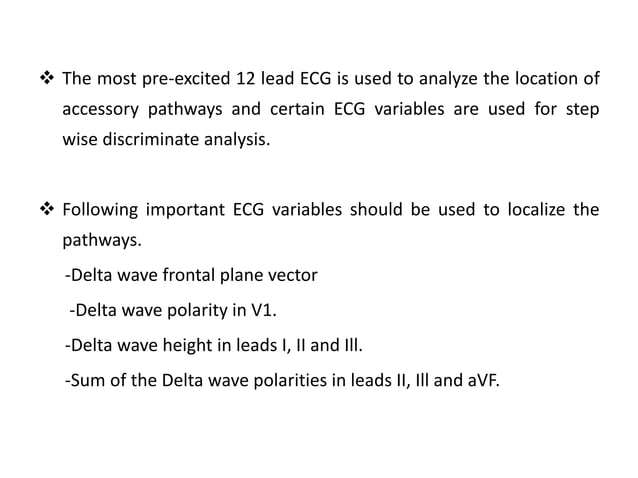 ❖ The most pre-excited 12 lead ECG is used to analyze the location of
accessory pathways and certain ECG variables are used for step
wise discriminate analysis.
❖ Following important ECG variables should be used to localize the
pathways.
-Delta wave frontal plane vector
-Delta wave polarity in V1.
-Delta wave height in leads I, II and Ill.
-Sum of the Delta wave polarities in leads II, Ill and aVF.